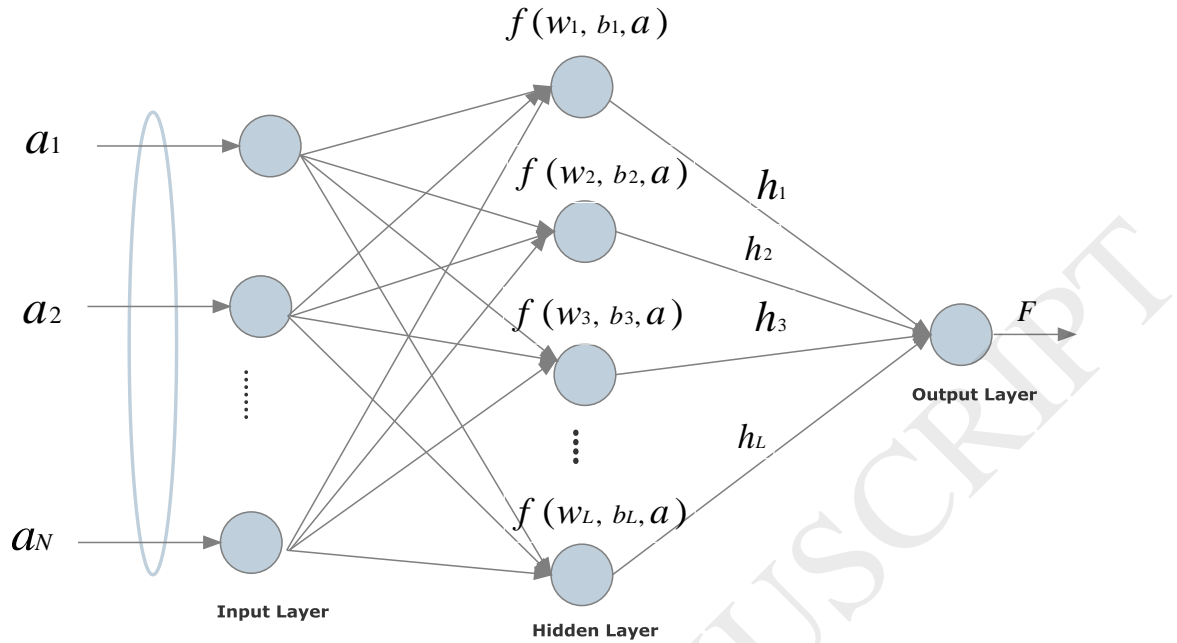 f (w1, b1, a)
a1
f (w2, b2, a)
h1
h2
a2
f (w3, b3, a)
h3
F
Output Layer
hL
f (wL, bL, a)
aN
Input Layer
Hidden Layer
USCRIPT